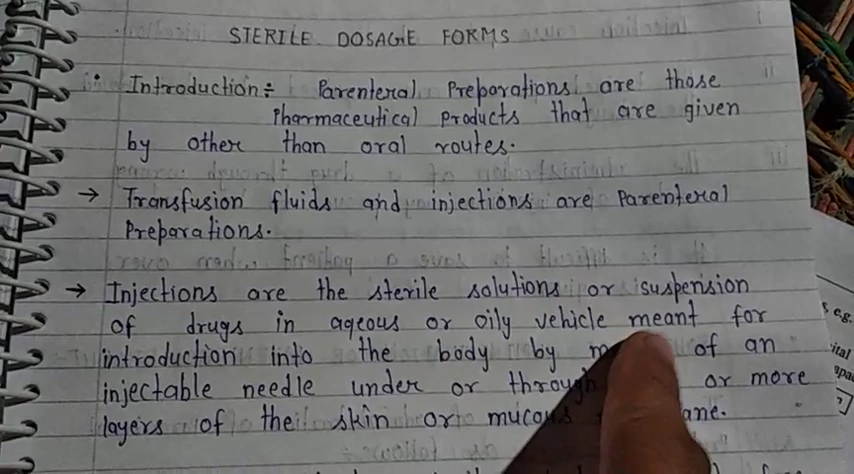 STERILE DOSAGE FORMS
Introduction ÷ Parenteral Preparations are those
Pharmaceutical Products that are given
by other than oral routes.
→ Transfusion fluids and injections are Parenteral
Preparations.
→ Injections are the sterile solutions or suspension
of drugs in aqeous or oily vehicle meant for
introduction into the body by of an
injectable needle under or through or more
layers of the skin or mucous ane.
e.g.